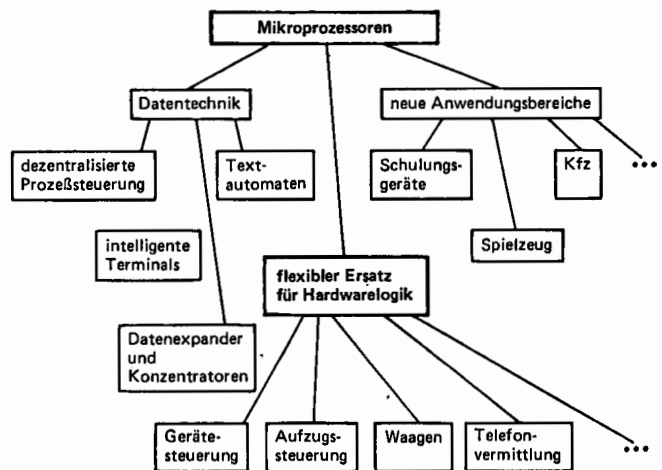 Mikroprozessoren
Datentechnik
neue Anwendungsbereiche
dezentralisierte
Prozeßsteuerung
Text-
automaten
Schulungs-
geräte
Kfz
...
intelligente
Terminals
Spielzeug
flexibler Ersatz
für Hardwarelogik
Datenexpander
und
Konzentratoren
Geräte-
steuerung
Aufzugs-
steuerung
Waagen
Telefon-
vermittlung
...